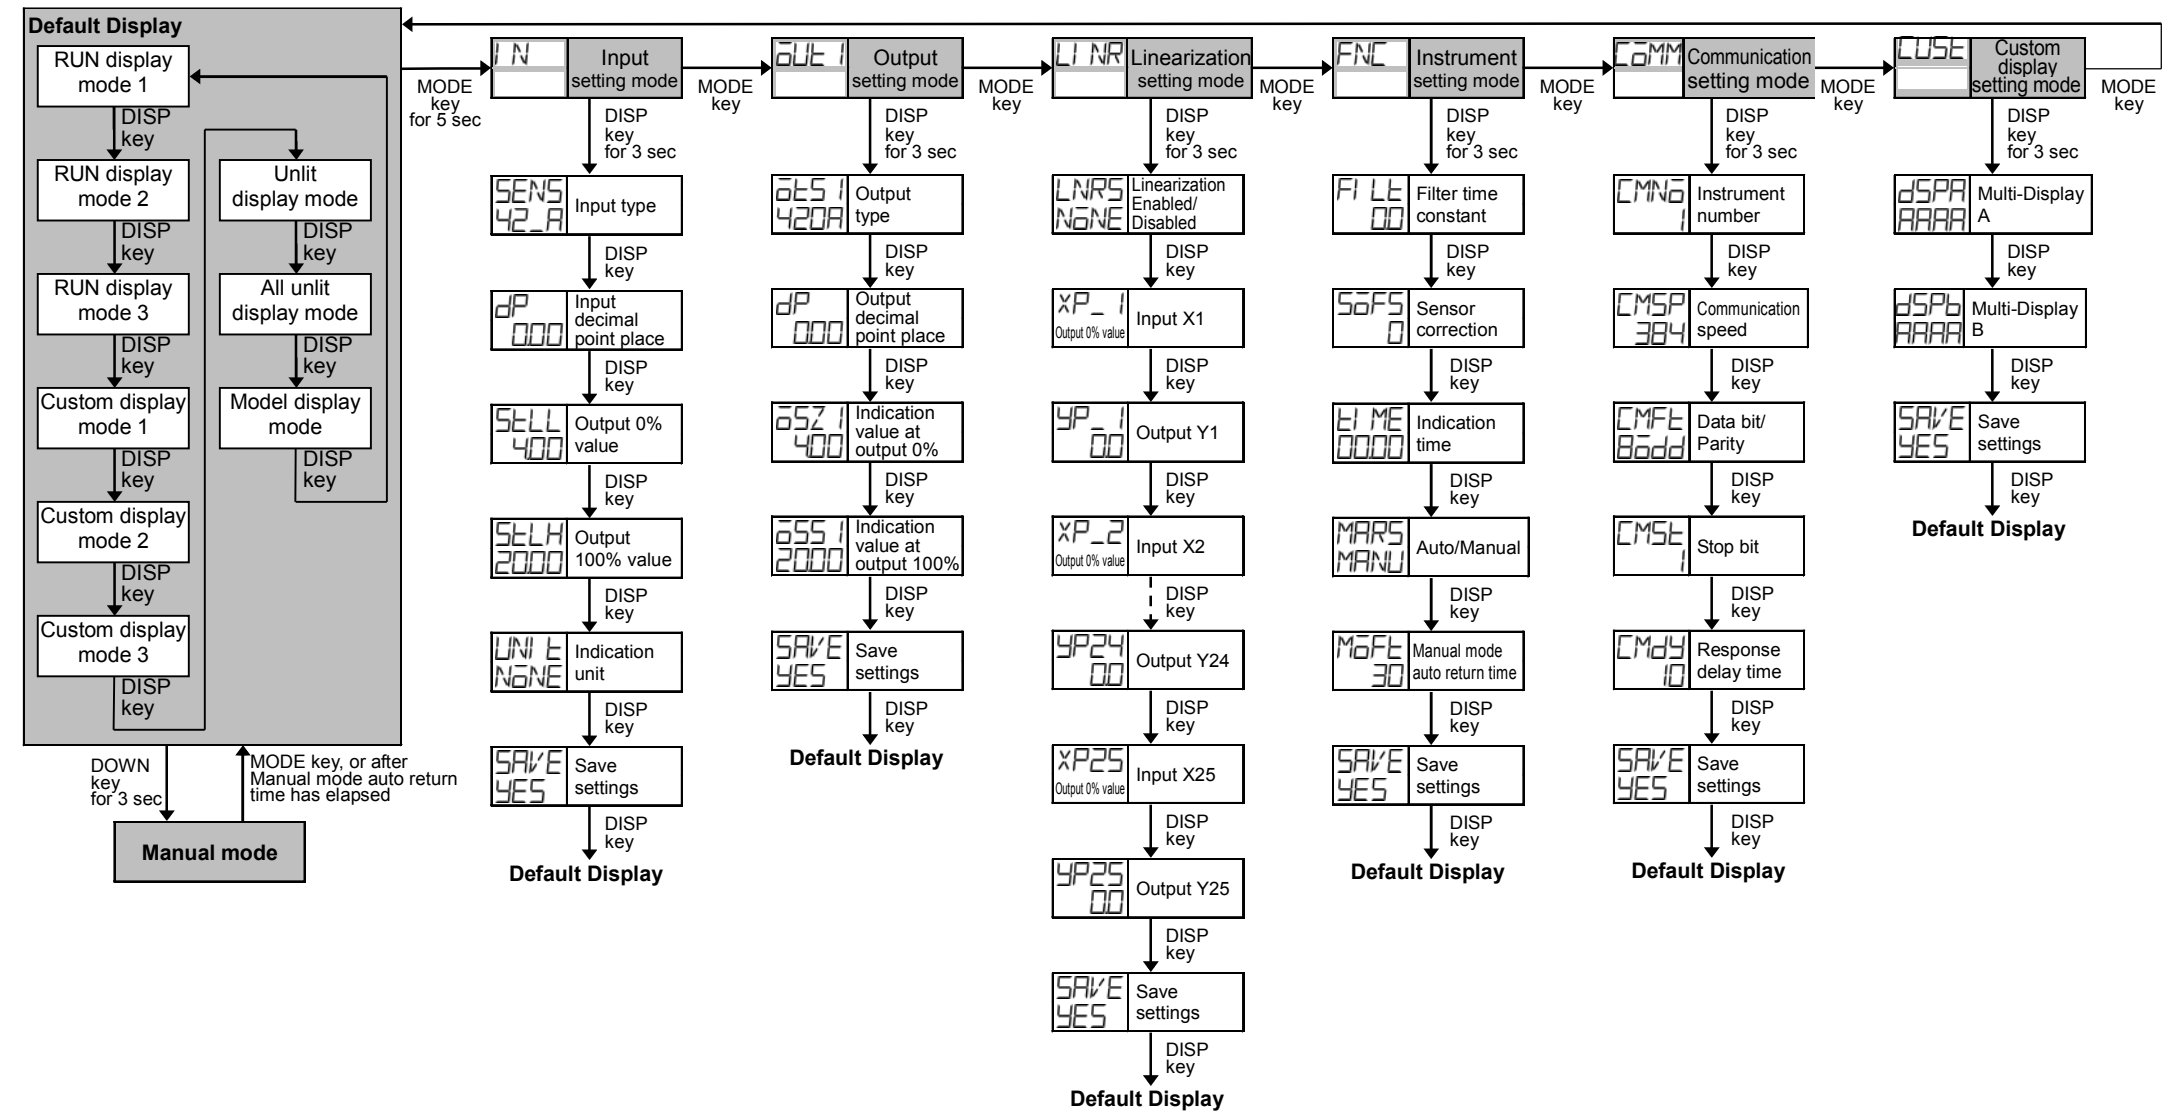 Default Display
RUN display
mode 1
DISP
key
RUN display
mode 2
DISP
key
RUN display
mode 3
DISP
key
Custom display
mode 1
DISP
key
Custom display
mode 2
DISP
key
Custom display
mode 3
DISP
key
Unlit
display mode
DISP
key
All unlit
display mode
DISP
key
Model display
mode
DISP
key
DOWN
key
for 3 sec
MODE key, or after
Manual mode auto return
time has elapsed
Manual mode
MODE
key
for 5 sec
IN
Input
setting mode
DISP
key
for 3 sec
SENS
42_A
Input type
DISP
key
dP
0.00
Input
decimal
point place
DISP
key
StLL
4.00
Output 0%
value
DISP
key
StLH
20.00
Output
100% value
DISP
key
UNIt
NoNE
Indication
unit
DISP
key
SAVE
YES
Save
settings
DISP
key
Default Display
MODE
key
oUt1
Output
setting mode
DISP
key
for 3 sec
otS1
420A
Output
type
DISP
key
dP
0.00
Output
decimal
point place
DISP
key
oSZ1
4.00
Indication
value at
output 0%
DISP
key
oSS1
20.00
Indication
value at
output 100%
DISP
key
SAVE
YES
Save
settings
DISP
key
Default Display
MODE
key
LINR
Linearization
setting mode
DISP
key
for 3 sec
LNRS
NoNE
Linearization
Enabled/
Disabled
DISP
key
XP_1
Output 0% value
Input X1
DISP
key
YP_1
0.0
Output Y1
DISP
key
XP_2
Output 0% value
Input X2
DISP
key
YP24
0.0
Output Y24
DISP
key
XP25
Output 0% value
Input X25
DISP
key
YP25
0.0
Output Y25
DISP
key
SAVE
YES
Save
settings
DISP
key
Default Display
MODE
key
FNC
Instrument
setting mode
DISP
key
for 3 sec
FILt
0.0
Filter time
constant
DISP
key
SoFS
0
Sensor
correction
DISP
key
tIME
00.00
Indication
time
DISP
key
MARS
MANU
Auto/Manual
DISP
key
MoFt
30
Manual mode
auto return time
DISP
key
SAVE
YES
Save
settings
DISP
key
Default Display
MODE
key
CoMM
Communication
setting mode
DISP
key
for 3 sec
CMNo
1
Instrument
number
DISP
key
CMSP
384
Communication
speed
DISP
key
CMFt
8odd
Data bit/
Parity
DISP
key
CMSt
1
Stop bit
DISP
key
CMdY
10
Response
delay time
DISP
key
SAVE
YES
Save
settings
DISP
key
Default Display
MODE
key
CUSt
Custom
display
setting mode
DISP
key
for 3 sec
dSPA
AAAA
Multi-Display
A
DISP
key
dSPb
AAAA
Multi-Display
B
DISP
key
SAVE
YES
Save
settings
DISP
key
Default Display
MODE
key